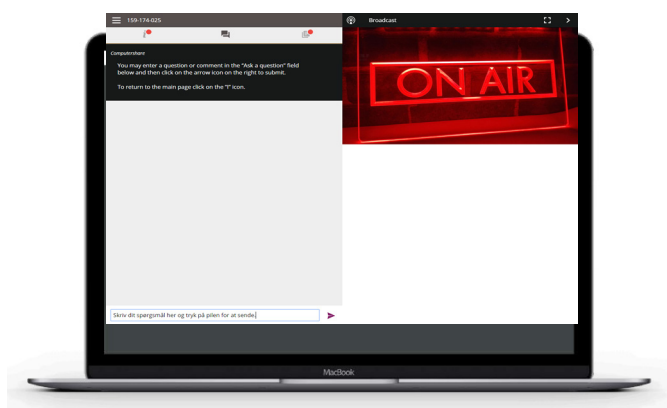 159-174-025
Broadcast
Computershare
You may enter a question or comment in the "Ask a question" field
below and then click on the arrow icon on the right to submit.
To return to the main page click on the "I" icon.
ON AIR
Skriv dit spørgsmål her og tryk på pilen for at sende.
MacBook